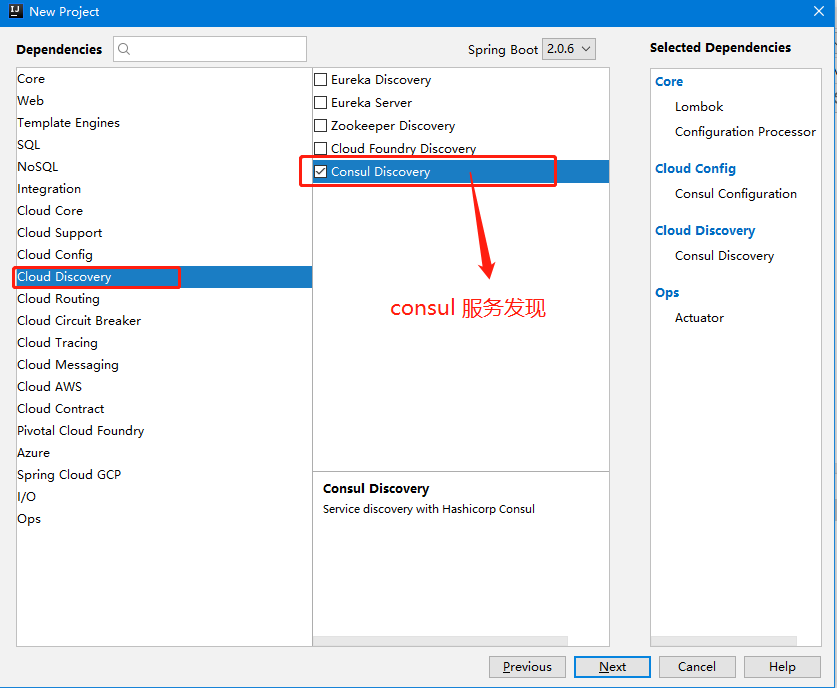 New Project
Dependencies
Spring Boot 2.0.6
Selected Dependencies
Core
Web
Template Engines
SQL
NoSQL
Integration
Cloud Core
Cloud Support
Cloud Config
Cloud Discovery
Cloud Routing
Cloud Circuit Breaker
Cloud Tracing
Cloud Messaging
Cloud AWS
Cloud Contract
Pivotal Cloud Foundry
Azure
Spring Cloud GCP
I/O
Ops
Eureka Discovery
Eureka Server
Zookeeper Discovery
Cloud Foundry Discovery
Consul Discovery
consul 服务发现
Consul Discovery
Service discovery with Hashicorp Consul
Core
Lombok
Configuration Processor
Cloud Config
Consul Configuration
Cloud Discovery
Consul Discovery
Ops
Actuator
Previous
Next
Cancel
Help